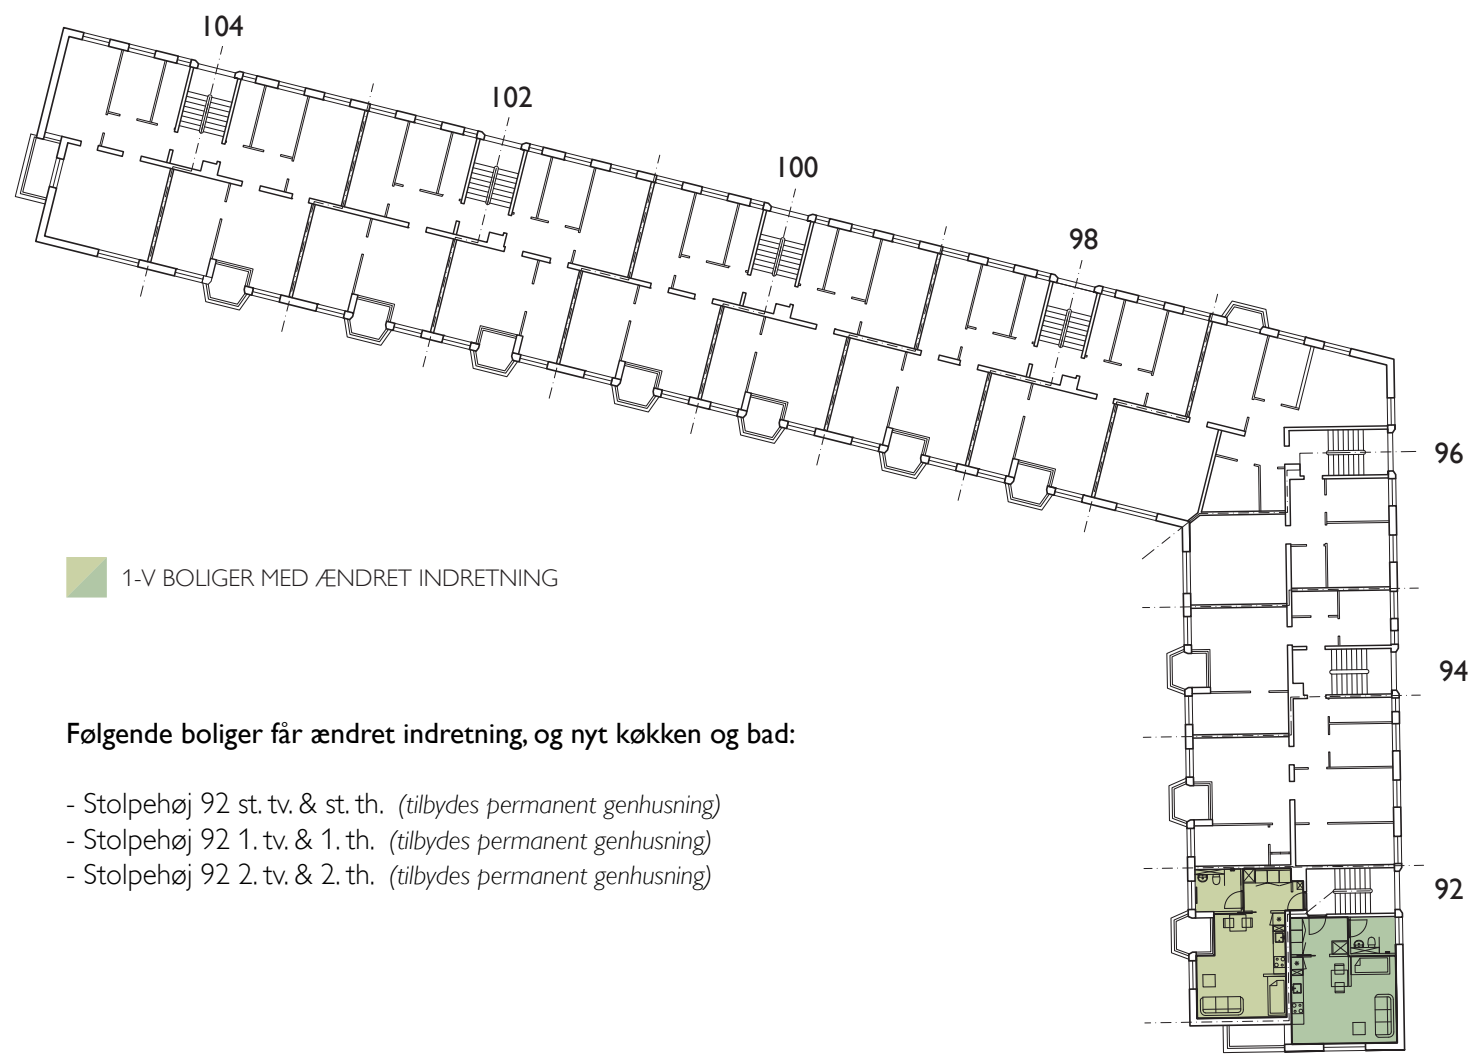 104
102
100
98
96
94
92
1-V BOLIGER MED ÆNDRET INDRETNING
Følgende boliger får ændret indretning, og nyt køkken og bad:
- Stolpehøj 92 st. tv. & st. th. (tilbydes permanent genhusning)
- Stolpehøj 92 1. tv. & 1. th. (tilbydes permanent genhusning)
- Stolpehøj 92 2. tv. & 2. th. (tilbydes permanent genhusning)